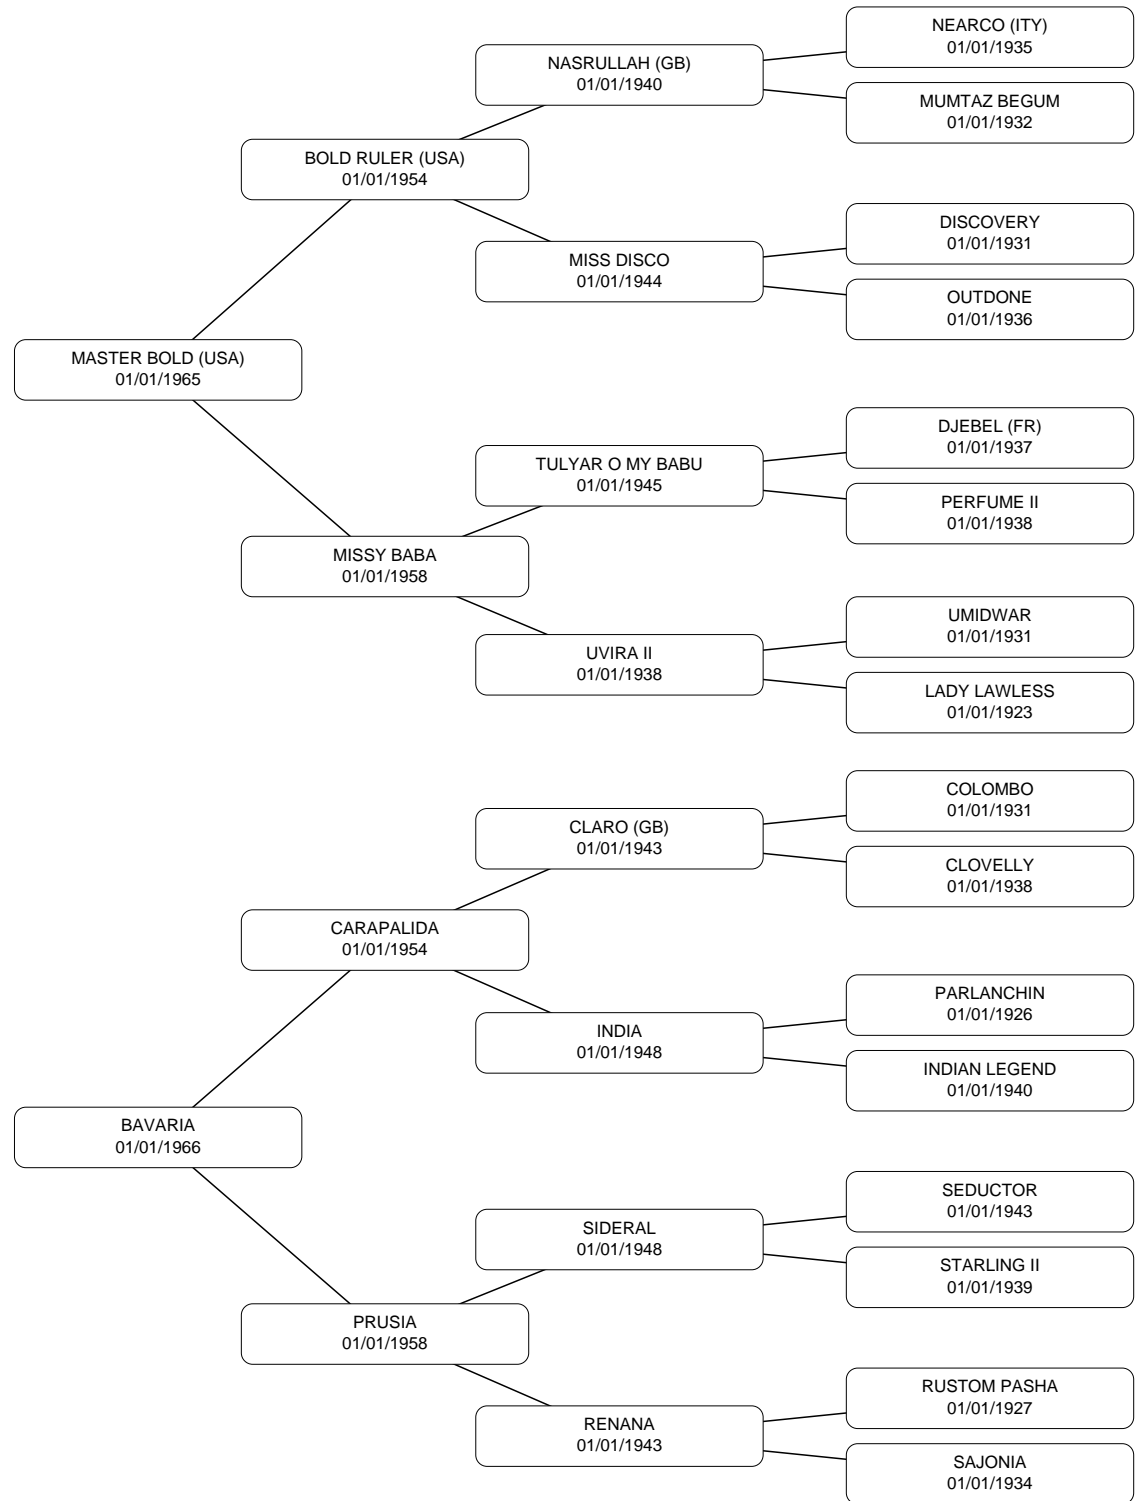 NEARCO (ITY)
01/01/1935
NASRULLAH (GB)
01/01/1940
MUMTAZ BEGUM
01/01/1932
BOLD RULER (USA)
01/01/1954
DISCOVERY
01/01/1931
MISS DISCO
01/01/1944
OUTDONE
01/01/1936
MASTER BOLD (USA)
01/01/1965
DJEBEL (FR)
01/01/1937
TULYAR O MY BABU
01/01/1945
PERFUME II
01/01/1938
MISSY BABA
01/01/1958
UMIDWAR
01/01/1931
UVIRA II
01/01/1938
LADY LAWLESS
01/01/1923
COLOMBO
01/01/1931
CLARO (GB)
01/01/1943
CLOVELLY
01/01/1938
CARAPALIDA
01/01/1954
PARLANCHIN
01/01/1926
INDIA
01/01/1948
INDIAN LEGEND
01/01/1940
BAVARIA
01/01/1966
SEDUCTOR
01/01/1943
SIDERAL
01/01/1948
STARLING II
01/01/1939
PRUSIA
01/01/1958
RUSTOM PASHA
01/01/1927
RENANA
01/01/1943
SAJONIA
01/01/1934